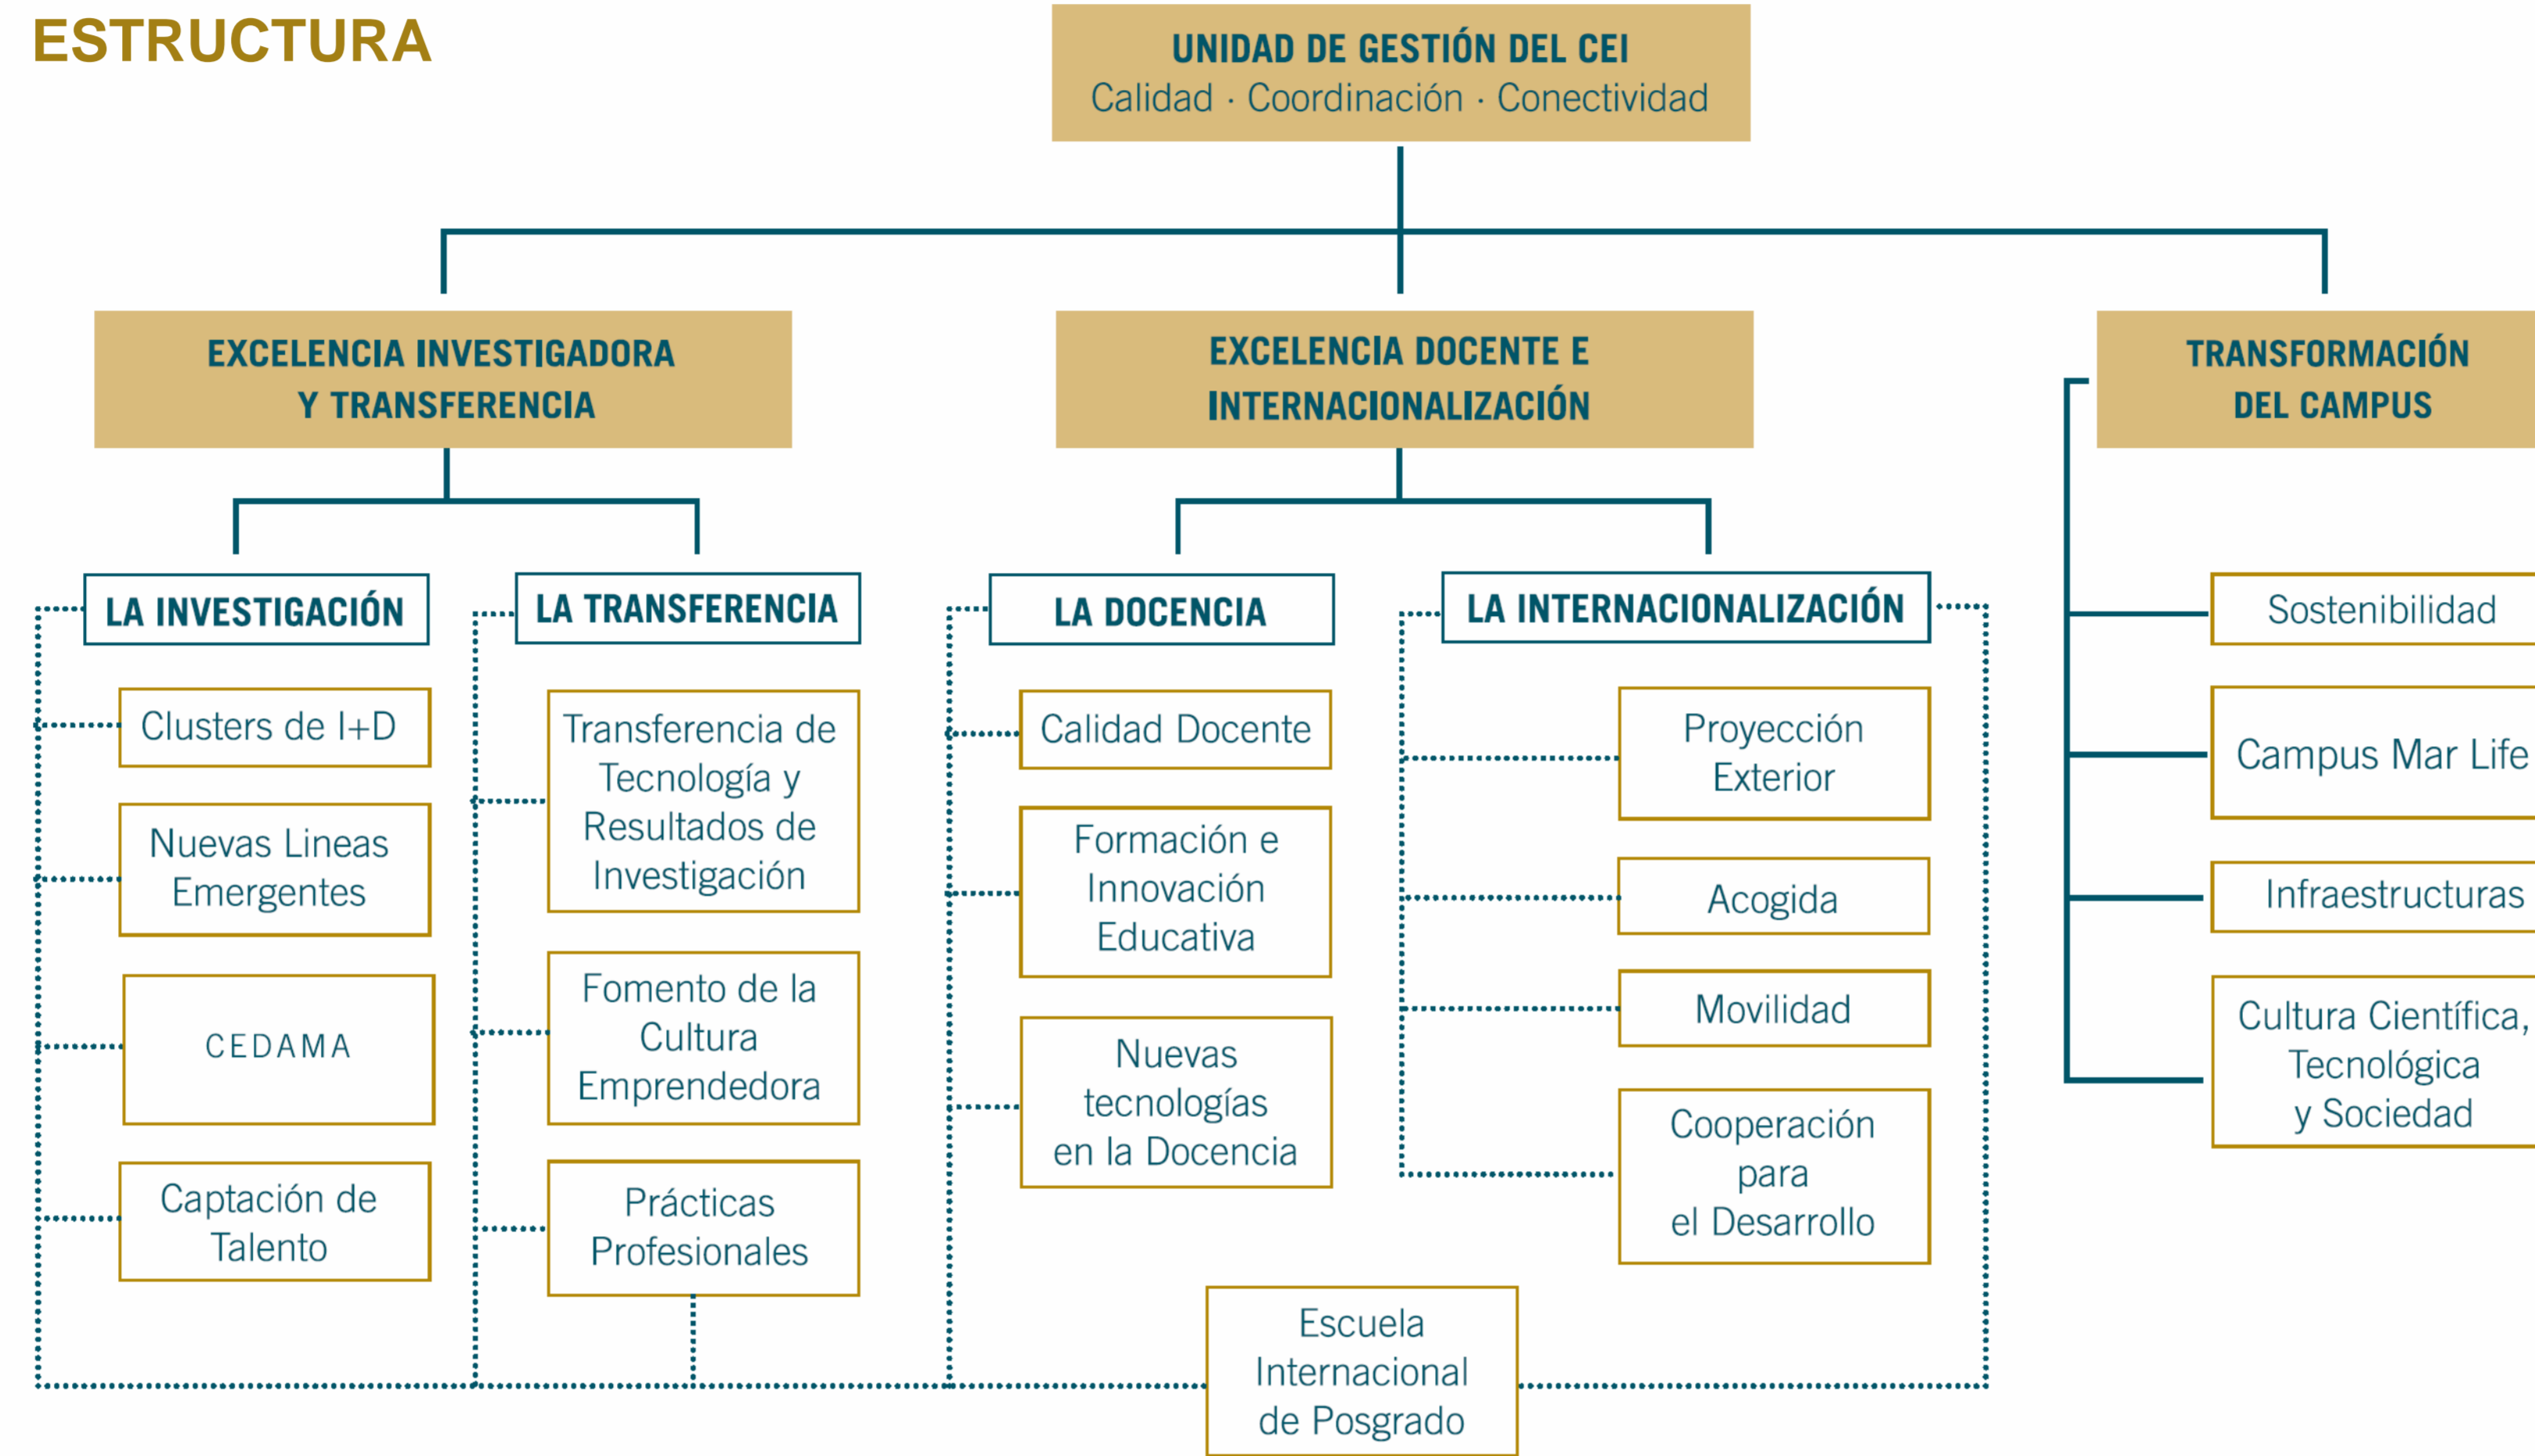 ESTRUCTURA
UNIDAD DE GESTIÓN DEL CEI
Calidad · Coordinación · Conectividad
EXCELENCIA INVESTIGADORA
Y TRANSFERENCIA
EXCELENCIA DOCENTE E
INTERNACIONALIZACIÓN
TRANSFORMACIÓN
DEL CAMPUS
LA INVESTIGACIÓN
Clusters de I+D
Nuevas Lineas
Emergentes
CEDAMA
Captación de
Talento
LA TRANSFERENCIA
Transferencia de
Tecnología y
Resultados de
Investigación
Fomento de la
Cultura
Emprendedora
Prácticas
Profesionales
LA DOCENCIA
Calidad Docente
Formación e
Innovación
Educativa
Nuevas
tecnologías
en la Docencia
LA INTERNACIONALIZACIÓN
Proyección
Exterior
Acogida
Movilidad
Cooperación
para
el Desarrollo
Escuela
Internacional
de Posgrado
Sostenibilidad
Campus Mar Life
Infraestructuras
Cultura Científica,
Tecnológica
y Sociedad